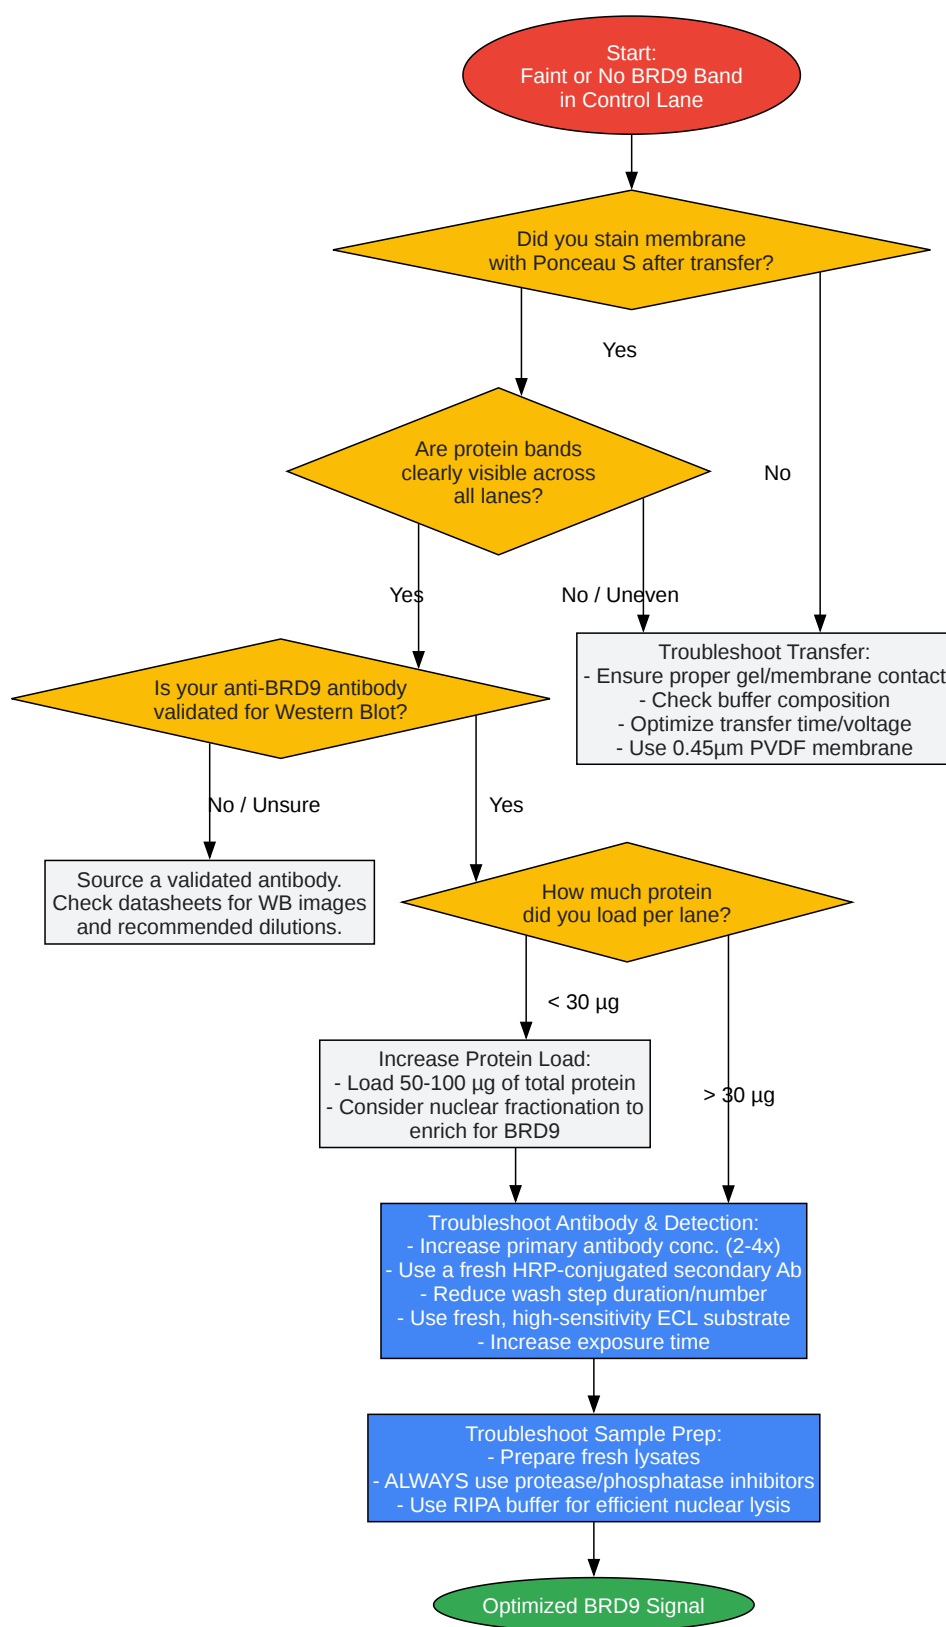 Start:
Faint or No BRD9 Band
in Control Lane
Did you stain membrane
with Ponceau S after transfer?
Yes
Are protein bands
clearly visible across
all lanes?
No
Yes
No / Uneven
Troubleshoot Transfer:
- Ensure proper gel/membrane contact
- Check buffer composition
- Optimize transfer time/voltage
- Use 0.45µm PVDF membrane
Is your anti-BRD9 antibody
validated for Western Blot?
No / Unsure
Yes
Source a validated antibody.
Check datasheets for WB images
and recommended dilutions.
How much protein
did you load per lane?
< 30 µg
> 30 µg
Increase Protein Load:
- Load 50-100 µg of total protein
- Consider nuclear fractionation to
enrich for BRD9
Troubleshoot Antibody & Detection:
- Increase primary antibody conc. (2-4x)
- Use a fresh HRP-conjugated secondary Ab
- Reduce wash step duration/number
- Use fresh, high-sensitivity ECL substrate
- Increase exposure time
Troubleshoot Sample Prep:
- Prepare fresh lysates
- ALWAYS use protease/phosphatase inhibitors
- Use RIPA buffer for efficient nuclear lysis
Optimized BRD9 Signal